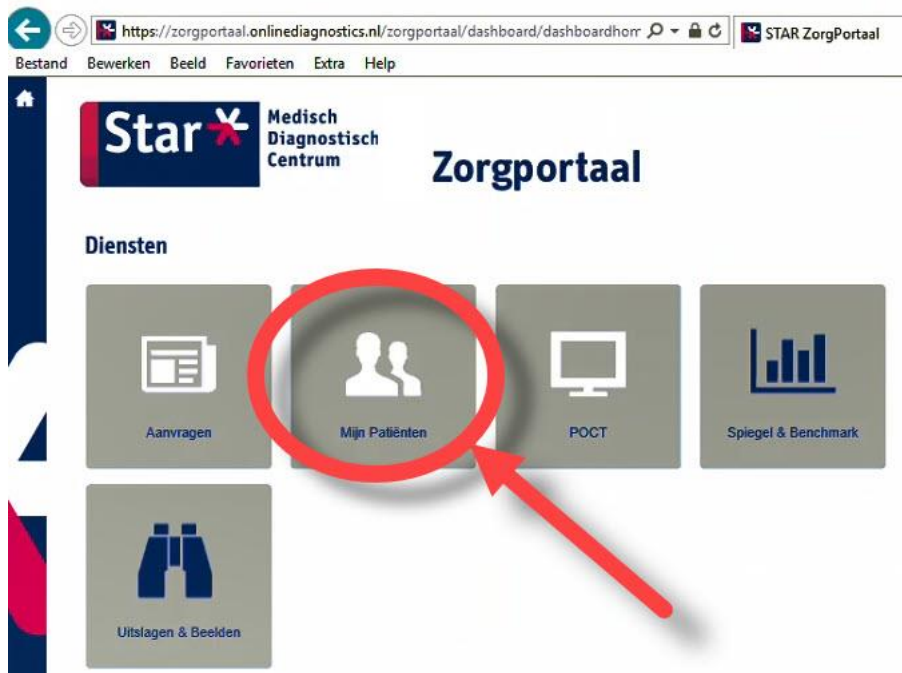 https://zorgportaal.onlinediagnostics.nl/zorgportaal/dashboard/dashboardhom
STAR ZorgPortaal
Bestand Bewerken Beeld Favorieten Extra Help
Star
Medisch
Diagnostisch
Centrum
Zorgportaal
Diensten
Aanvragen
Mijn Patiënten
POCT
Spiegel & Benchmark
Uitslagen & Beelden